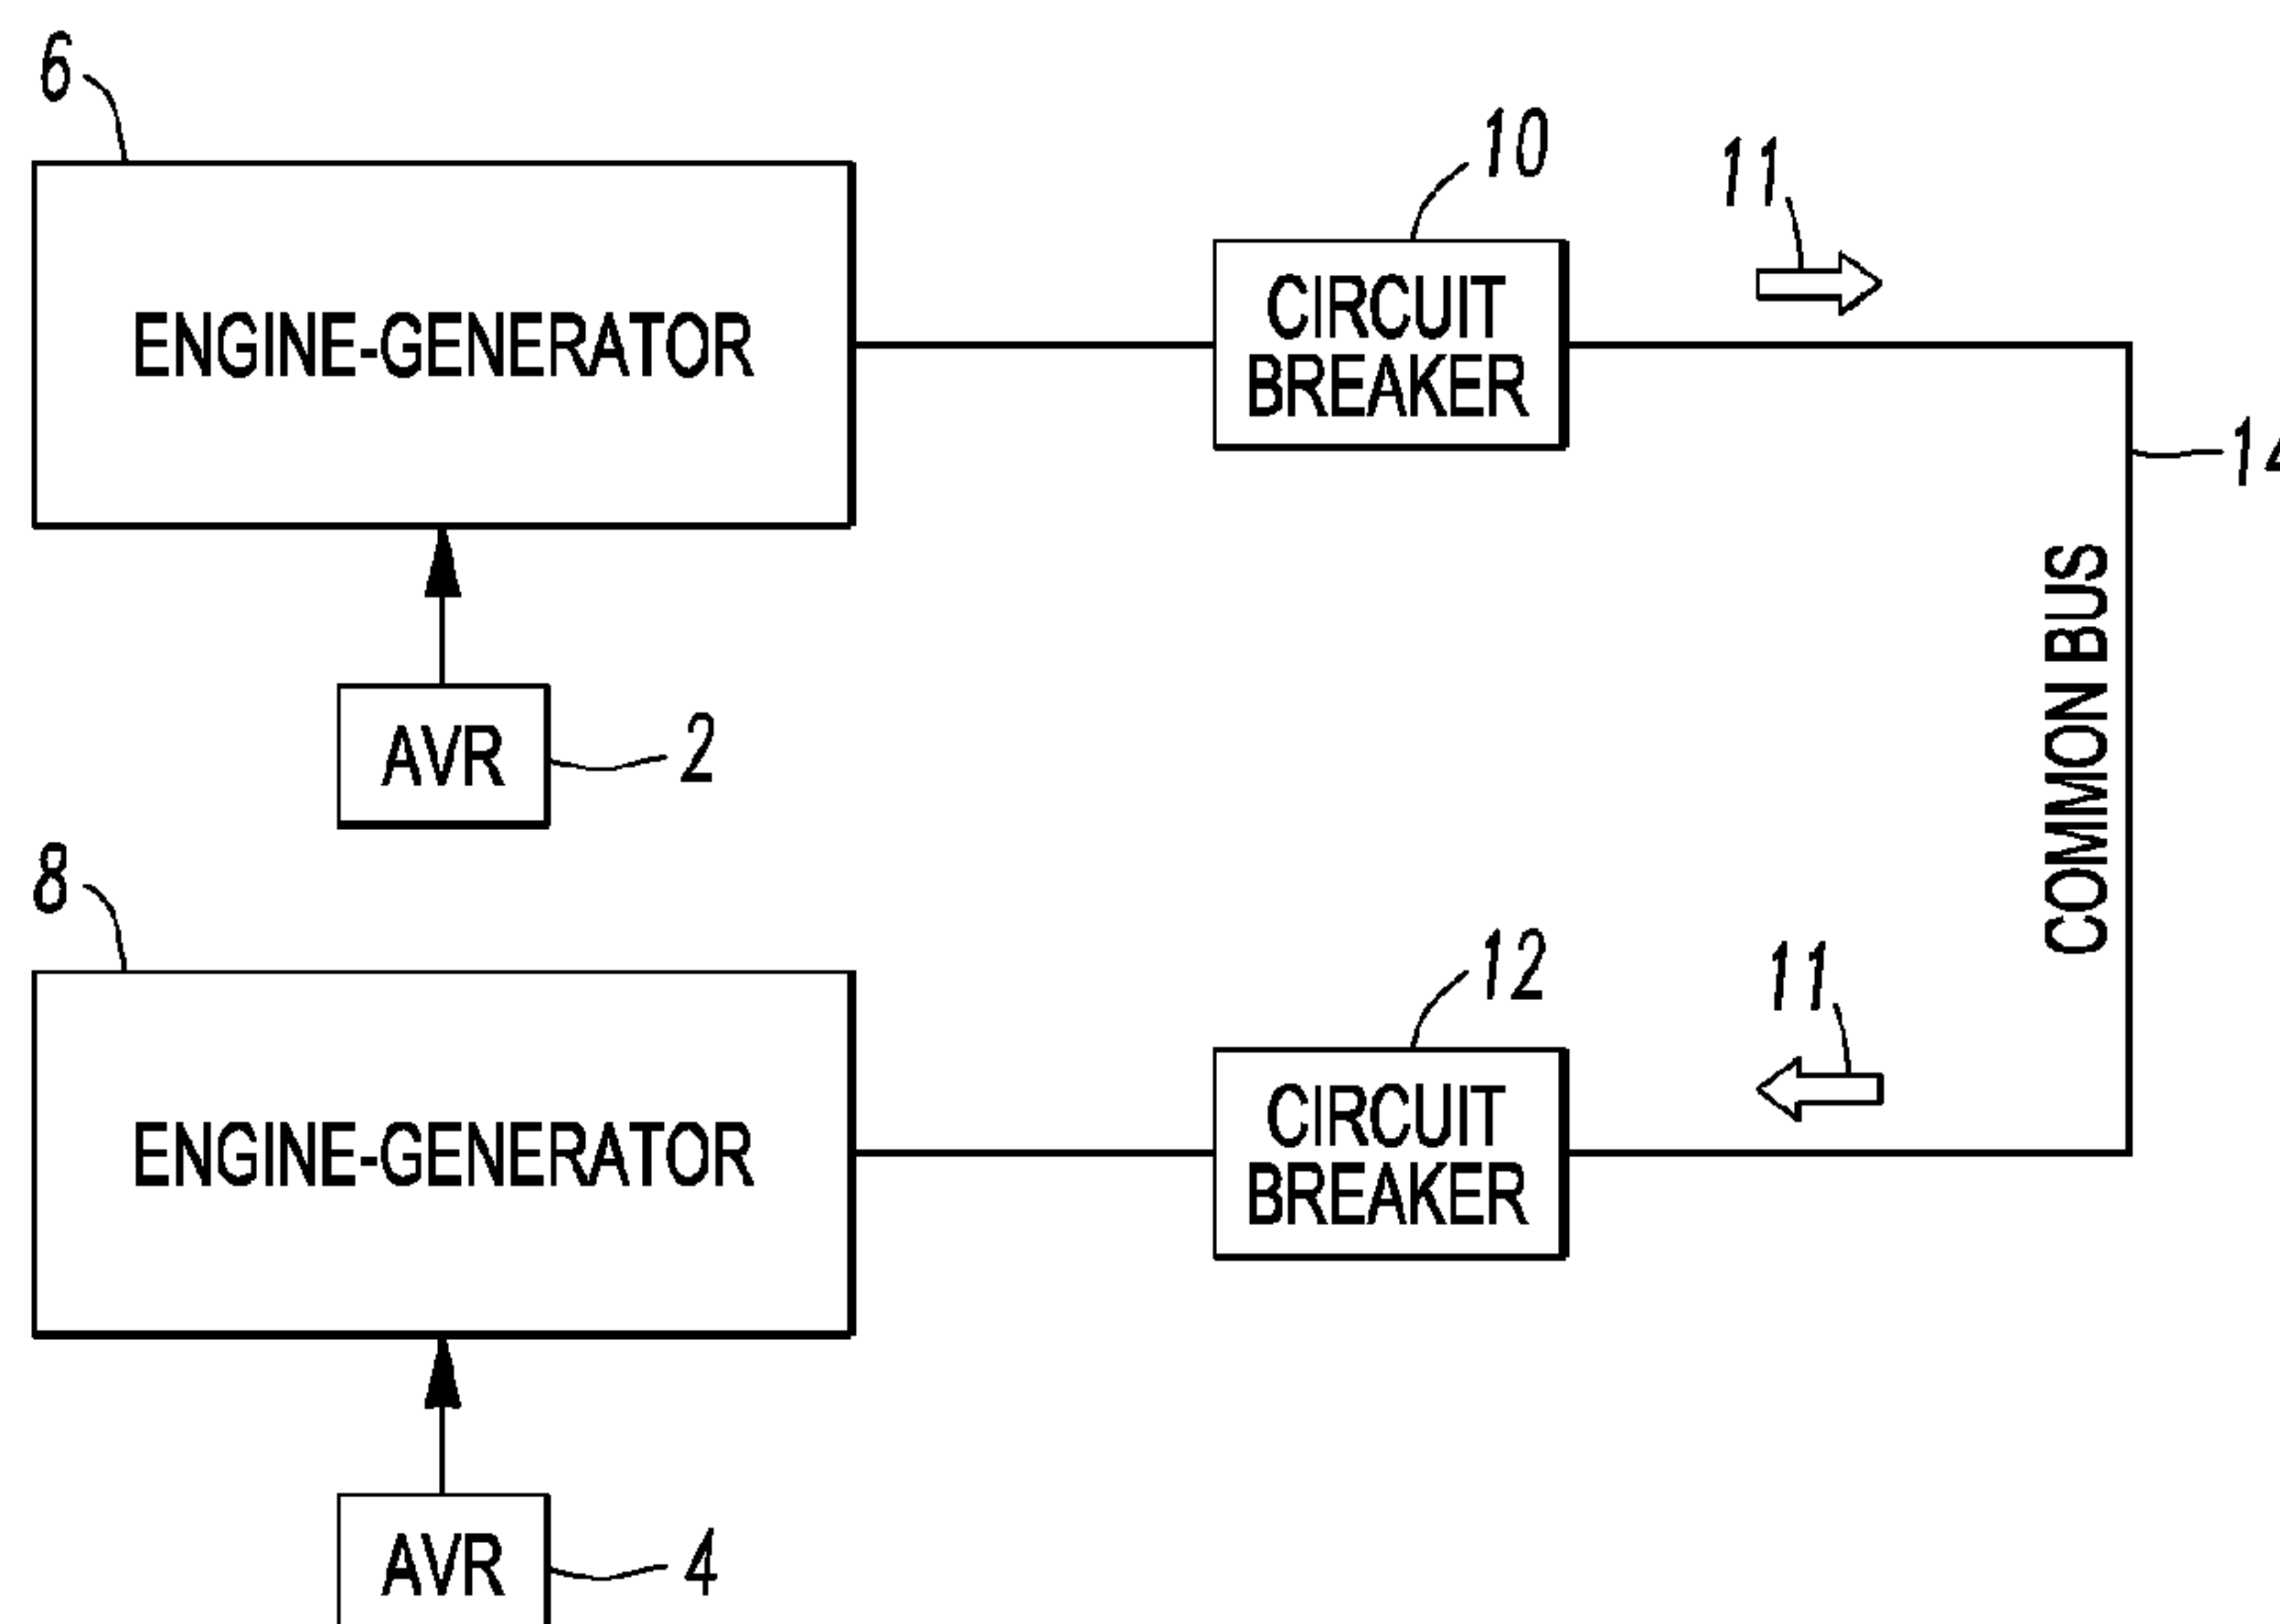 6
10
11
ENGINE-GENERATOR
CIRCUIT
BREAKER
14
COMMON BUS
AVR
2
8
12
11
ENGINE-GENERATOR
CIRCUIT
BREAKER
AVR
4